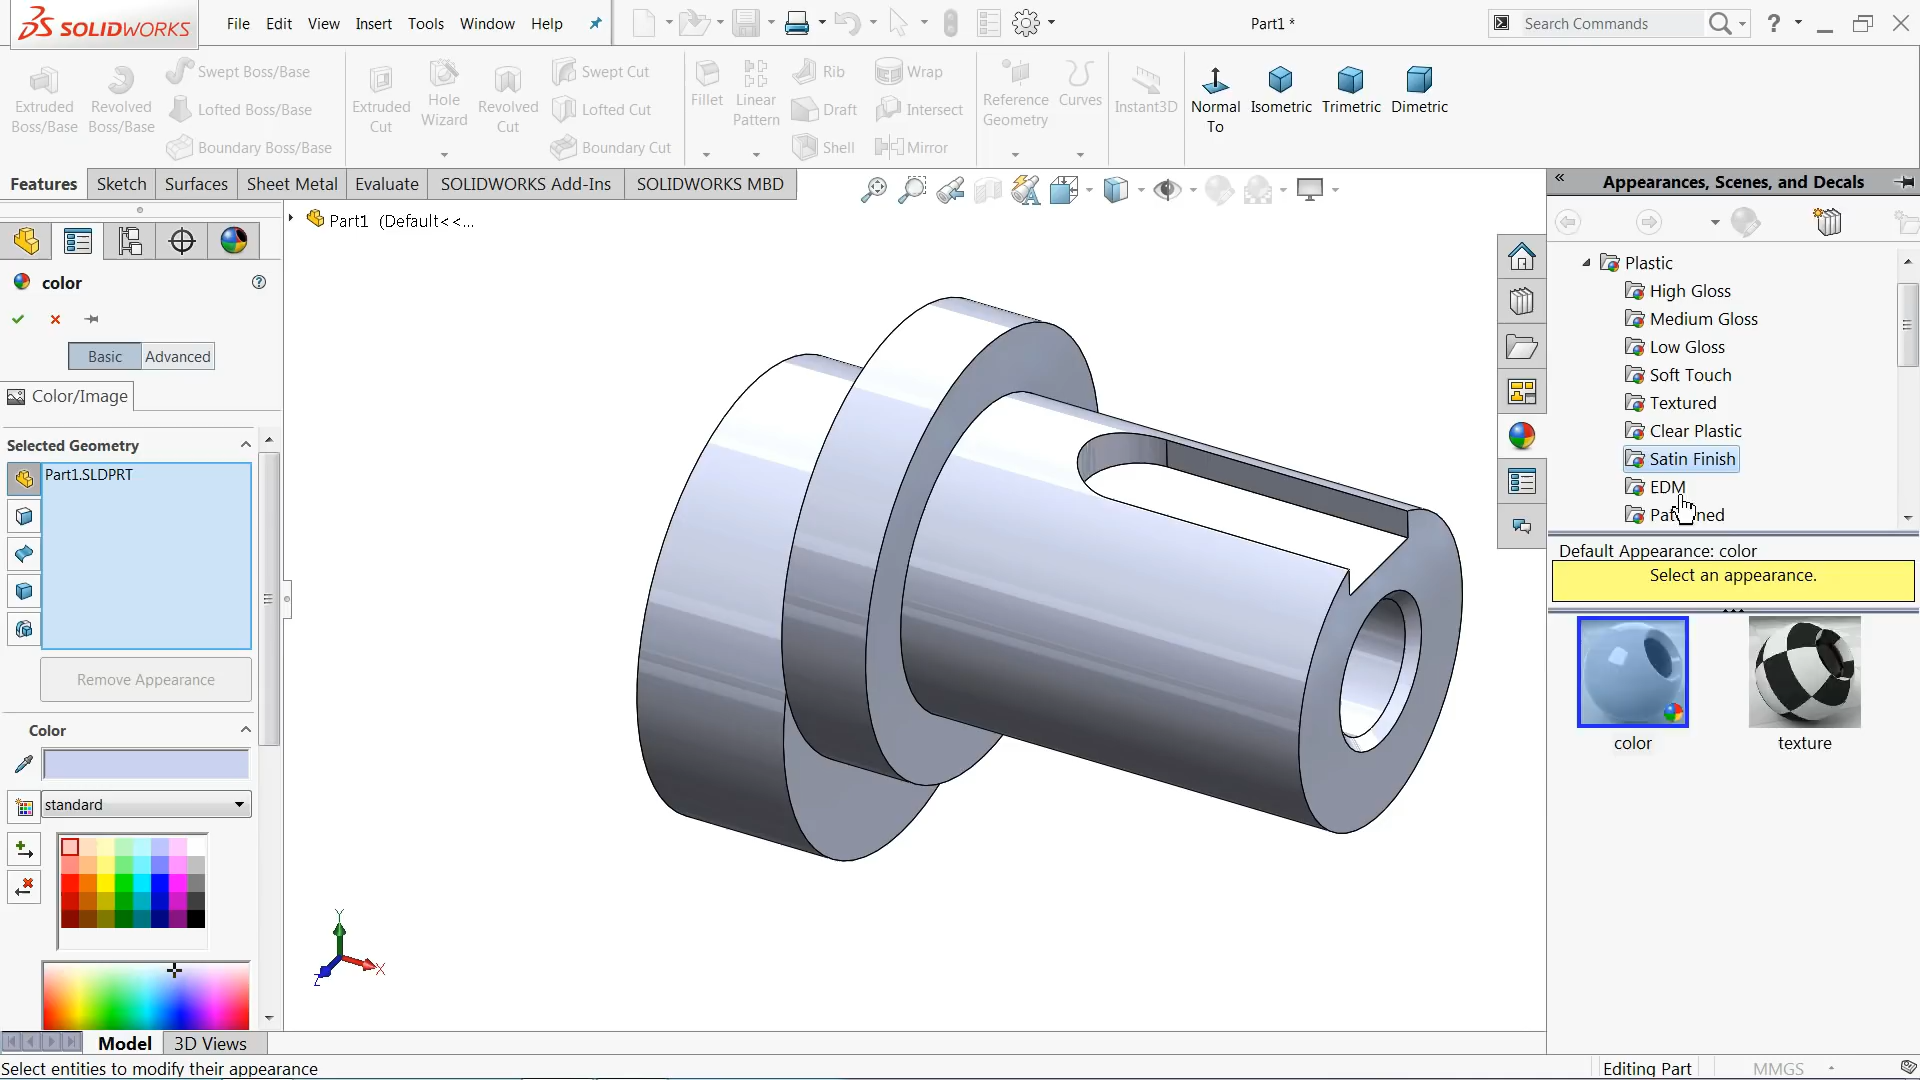 SOLIDWORKS
File Edit View Insert Tools Window Help
Part1 *
Search Commands
Extruded Boss/Base
Revolved Boss/Base
Swept Boss/Base
Lofted Boss/Base
Boundary Boss/Base
Extruded Cut
Hole Wizard
Revolved Cut
Swept Cut
Lofted Cut
Boundary Cut
Fillet
Linear Pattern
Rib
Draft
Shell
Wrap
Intersect
Mirror
Reference Geometry
Curves
Instant3D
Normal To
Isometric
Trimetric
Dimetric
Features Sketch Surfaces Sheet Metal Evaluate SOLIDWORKS Add-Ins SOLIDWORKS MBD
Part1 (Default<<...
color
Basic Advanced
Color/Image
Selected Geometry
Part1.SLDPRT
Remove Appearance
Color
standard
Y
X
Z
Model 3D Views
Select entities to modify their appearance
Appearances, Scenes, and Decals
Plastic
High Gloss
Medium Gloss
Low Gloss
Soft Touch
Textured
Clear Plastic
Satin Finish
EDM
Default Appearance: color
Select an appearance.
color
texture
Editing Part MMGS